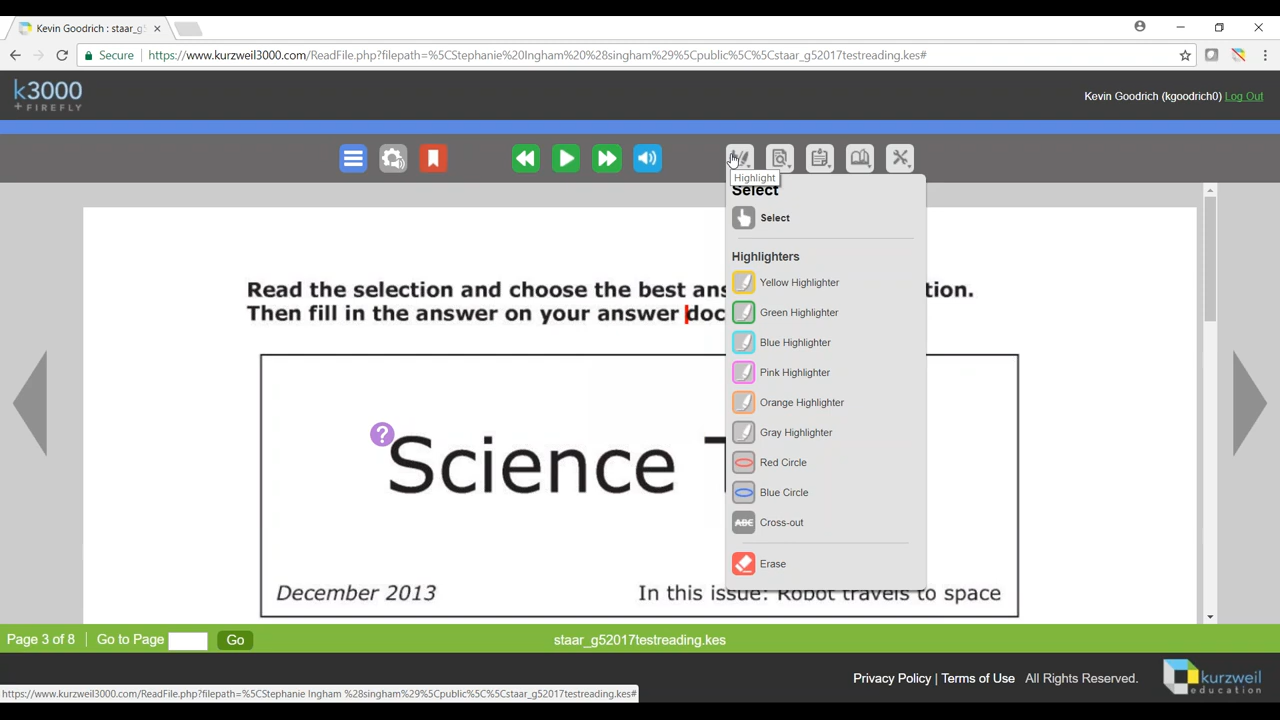 Kevin Goodrich : staar_g
Secure | https://www.kurzweil3000.com/ReadFile.php?filepath=%5CStephanie%20Ingham%20%28singham%29%5Cpublic%5C%5Cstaar_g52017testreading.kes#
k3000
+FIREFLY
Kevin Goodrich (kgoodrich0) Log Out
Highlight
Select
Select
Highlighters
Yellow Highlighter
Read the selection and choose the best ans tion.
Then fill in the answer on your answer doc
Green Highlighter
Blue Highlighter
Pink Highlighter
Orange Highlighter
Gray Highlighter
?
Science T
Red Circle
Blue Circle
ABC Cross-out
Erase
December 2013 In this issue: Robot travels to space
Page 3 of 8 | Go to Page Go staar_g52017testreading.kes
Privacy Policy | Terms of Use All Rights Reserved.
kurzweil
education
https://www.kurzweil3000.com/ReadFile.php?filepath=%5CStephanie Ingham %28singham%29%5Cpublic%5C%5Cstaar_g52017testreading.kes#